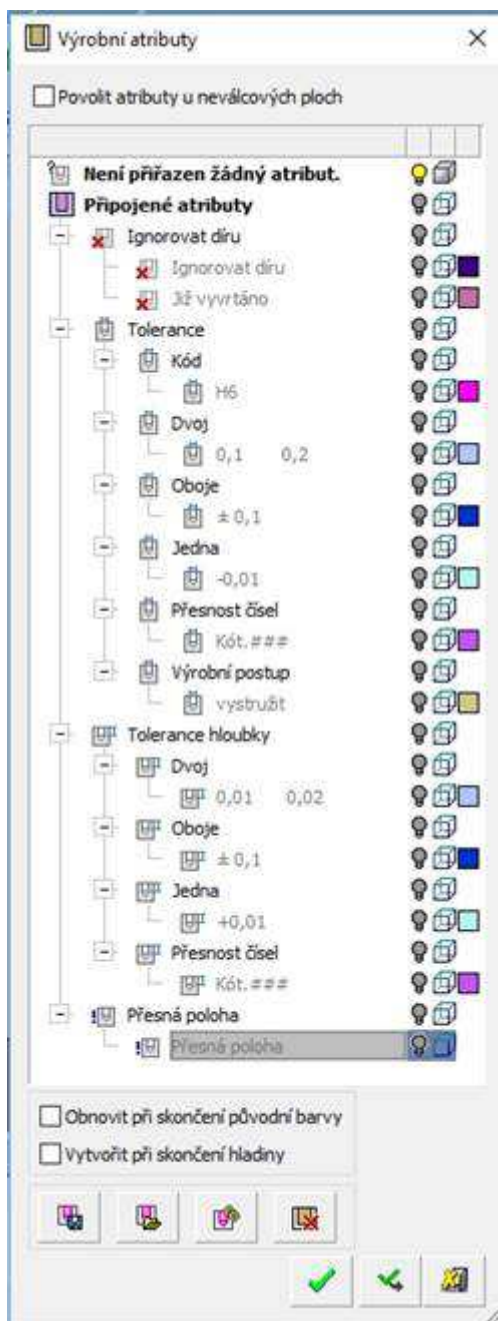 Výrobní atributy
Povolit atributy u neválcových ploch
Není přiřazen žádný atribut.
Připojené atributy
Ignorovat díru
Ignorovat díru
Již vyvrtáno
Tolerance
Kód
H6
Dvoj
0,1 0,2
Oboje
± 0,1
Jedna
-0,01
Přesnost čísel
Kót.###
Výrobní postup
vystružit
Tolerance hloubky
Dvoj
0,01 0,02
Oboje
± 0,1
Jedna
+0,01
Přesnost čísel
Kót.###
Přesná poloha
Přesná poloha
Obnovit při skončení původní barvy
Vytvořit při skončení hladiny